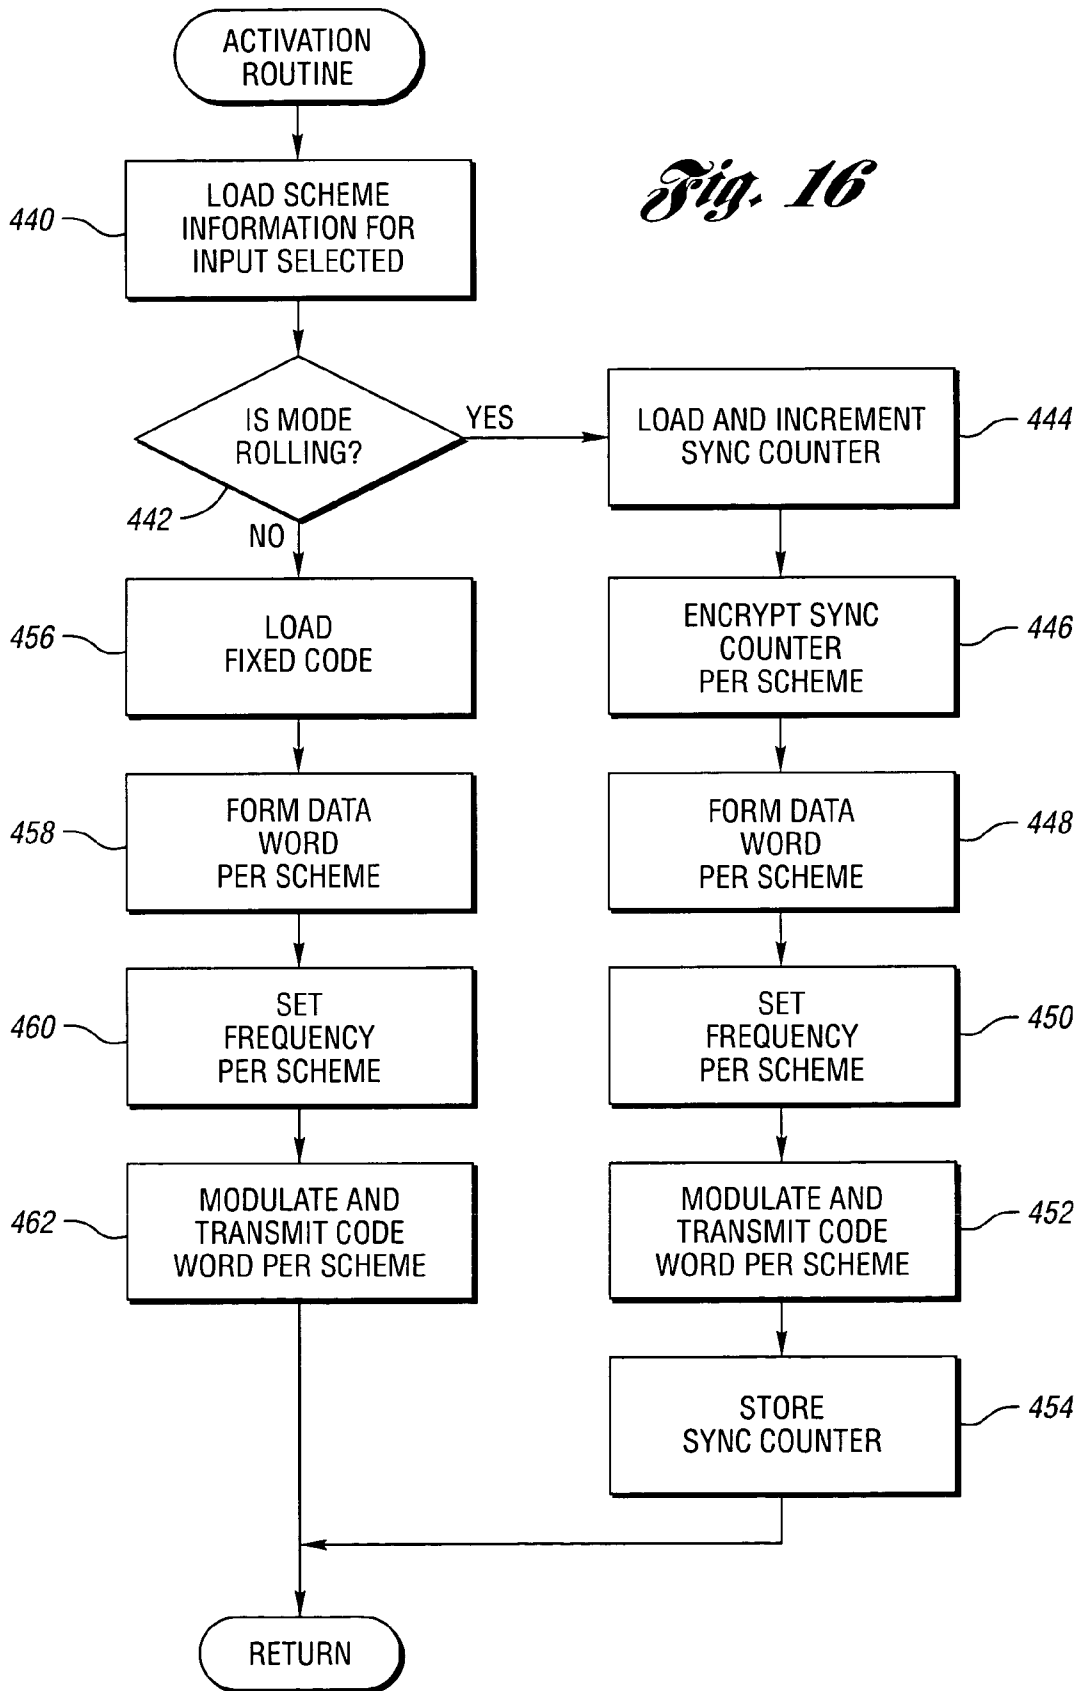 ACTIVATION
ROUTINE
Fig. 16
440
LOAD SCHEME
INFORMATION FOR
INPUT SELECTED
IS MODE
ROLLING?
YES
442
NO
LOAD AND INCREMENT
SYNC COUNTER
444
456
LOAD
FIXED CODE
ENCRYPT SYNC
COUNTER
PER SCHEME
446
458
FORM DATA
WORD
PER SCHEME
FORM DATA
WORD
PER SCHEME
448
460
SET
FREQUENCY
PER SCHEME
SET
FREQUENCY
PER SCHEME
450
462
MODULATE AND
TRANSMIT CODE
WORD PER SCHEME
MODULATE AND
TRANSMIT CODE
WORD PER SCHEME
452
STORE
SYNC COUNTER
454
RETURN